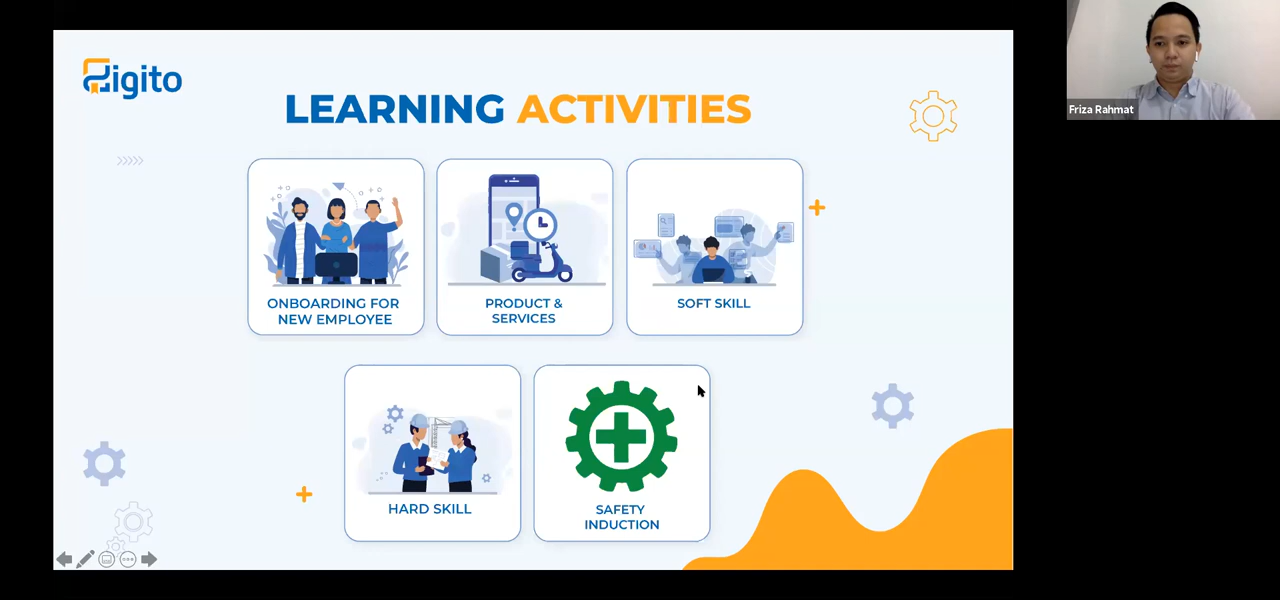 Digito
LEARNING ACTIVITIES
Friza Rahmat
ONBOARDING FOR
NEW EMPLOYEE
PRODUCT &
SERVICES
SOFT SKILL
HARD SKILL
SAFETY
INDUCTION